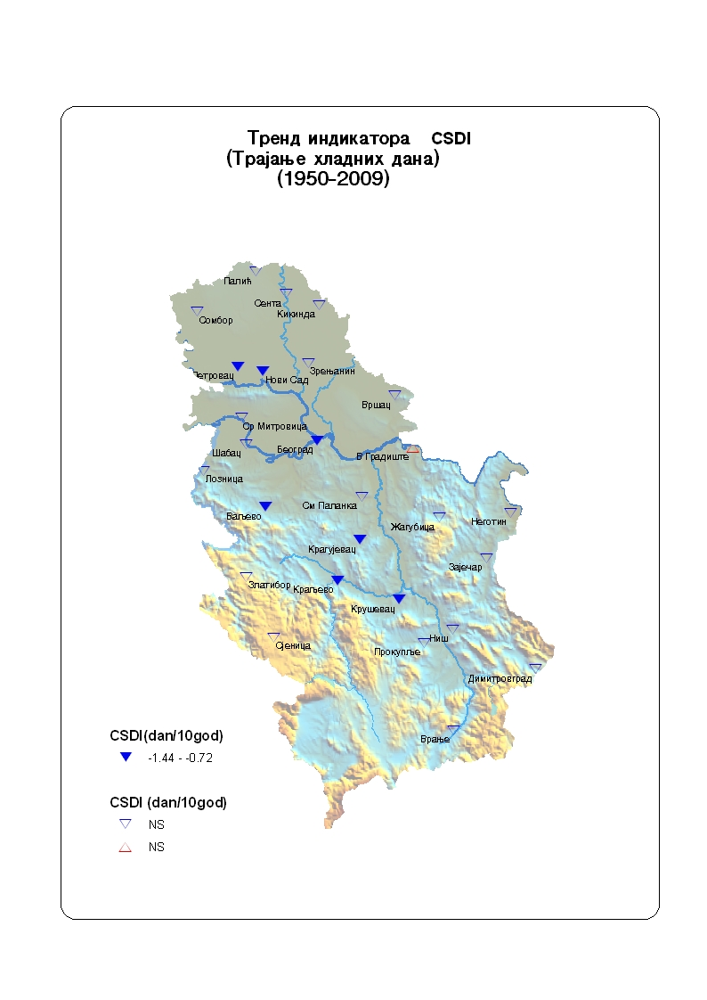 Тренд индикатора CSDI
(Трајање хладних дана)
(1950-2009)
Палић
Сента
Кикинда
Сомбор
Петровац
Нови Сад
Зрењанин
Вршац
Ср Митровица
Шабац
Београд
В Градиште
Лозница
См Паланка
Ваљево
Жагубица
Неготин
Крагујевац
Зајечар
Златибор
Краљево
Крушевац
Сјеница
Ниш
Прокупље
Димитровград
Врање
CSDI(dan/10god)
-1.44 - -0.72
CSDI (dan/10god)
NS
NS